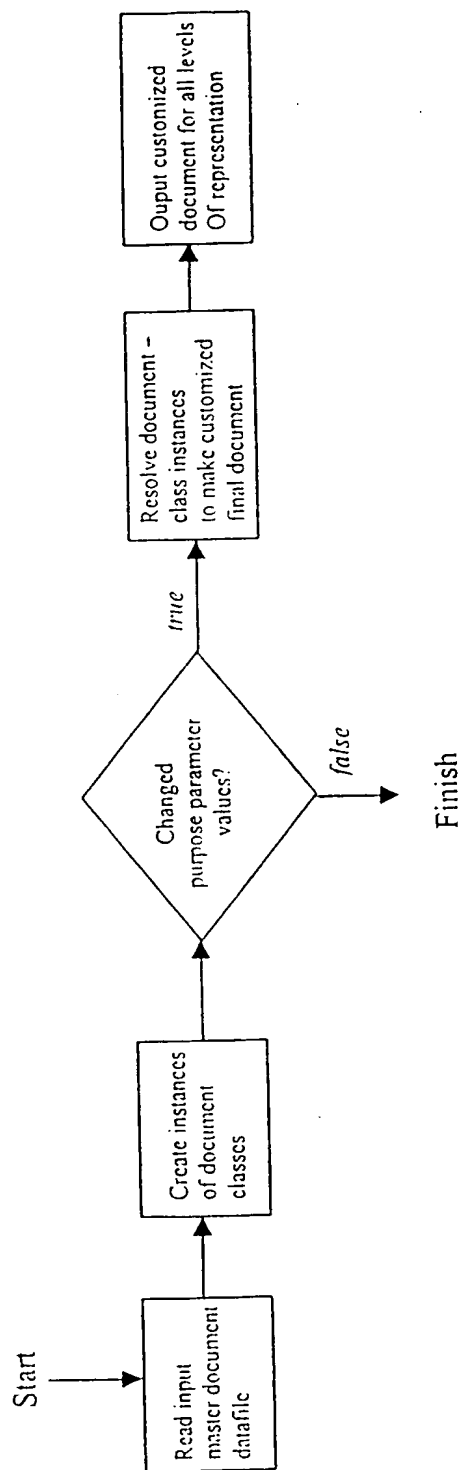 Start
Read input
master document
datafile
Create instances
of document
classes
Changed
purpose parameter
values?
true
false
Finish
Resolve document –
class instances
to make customized
final document
Ouput customized
document for all levels
Of representation